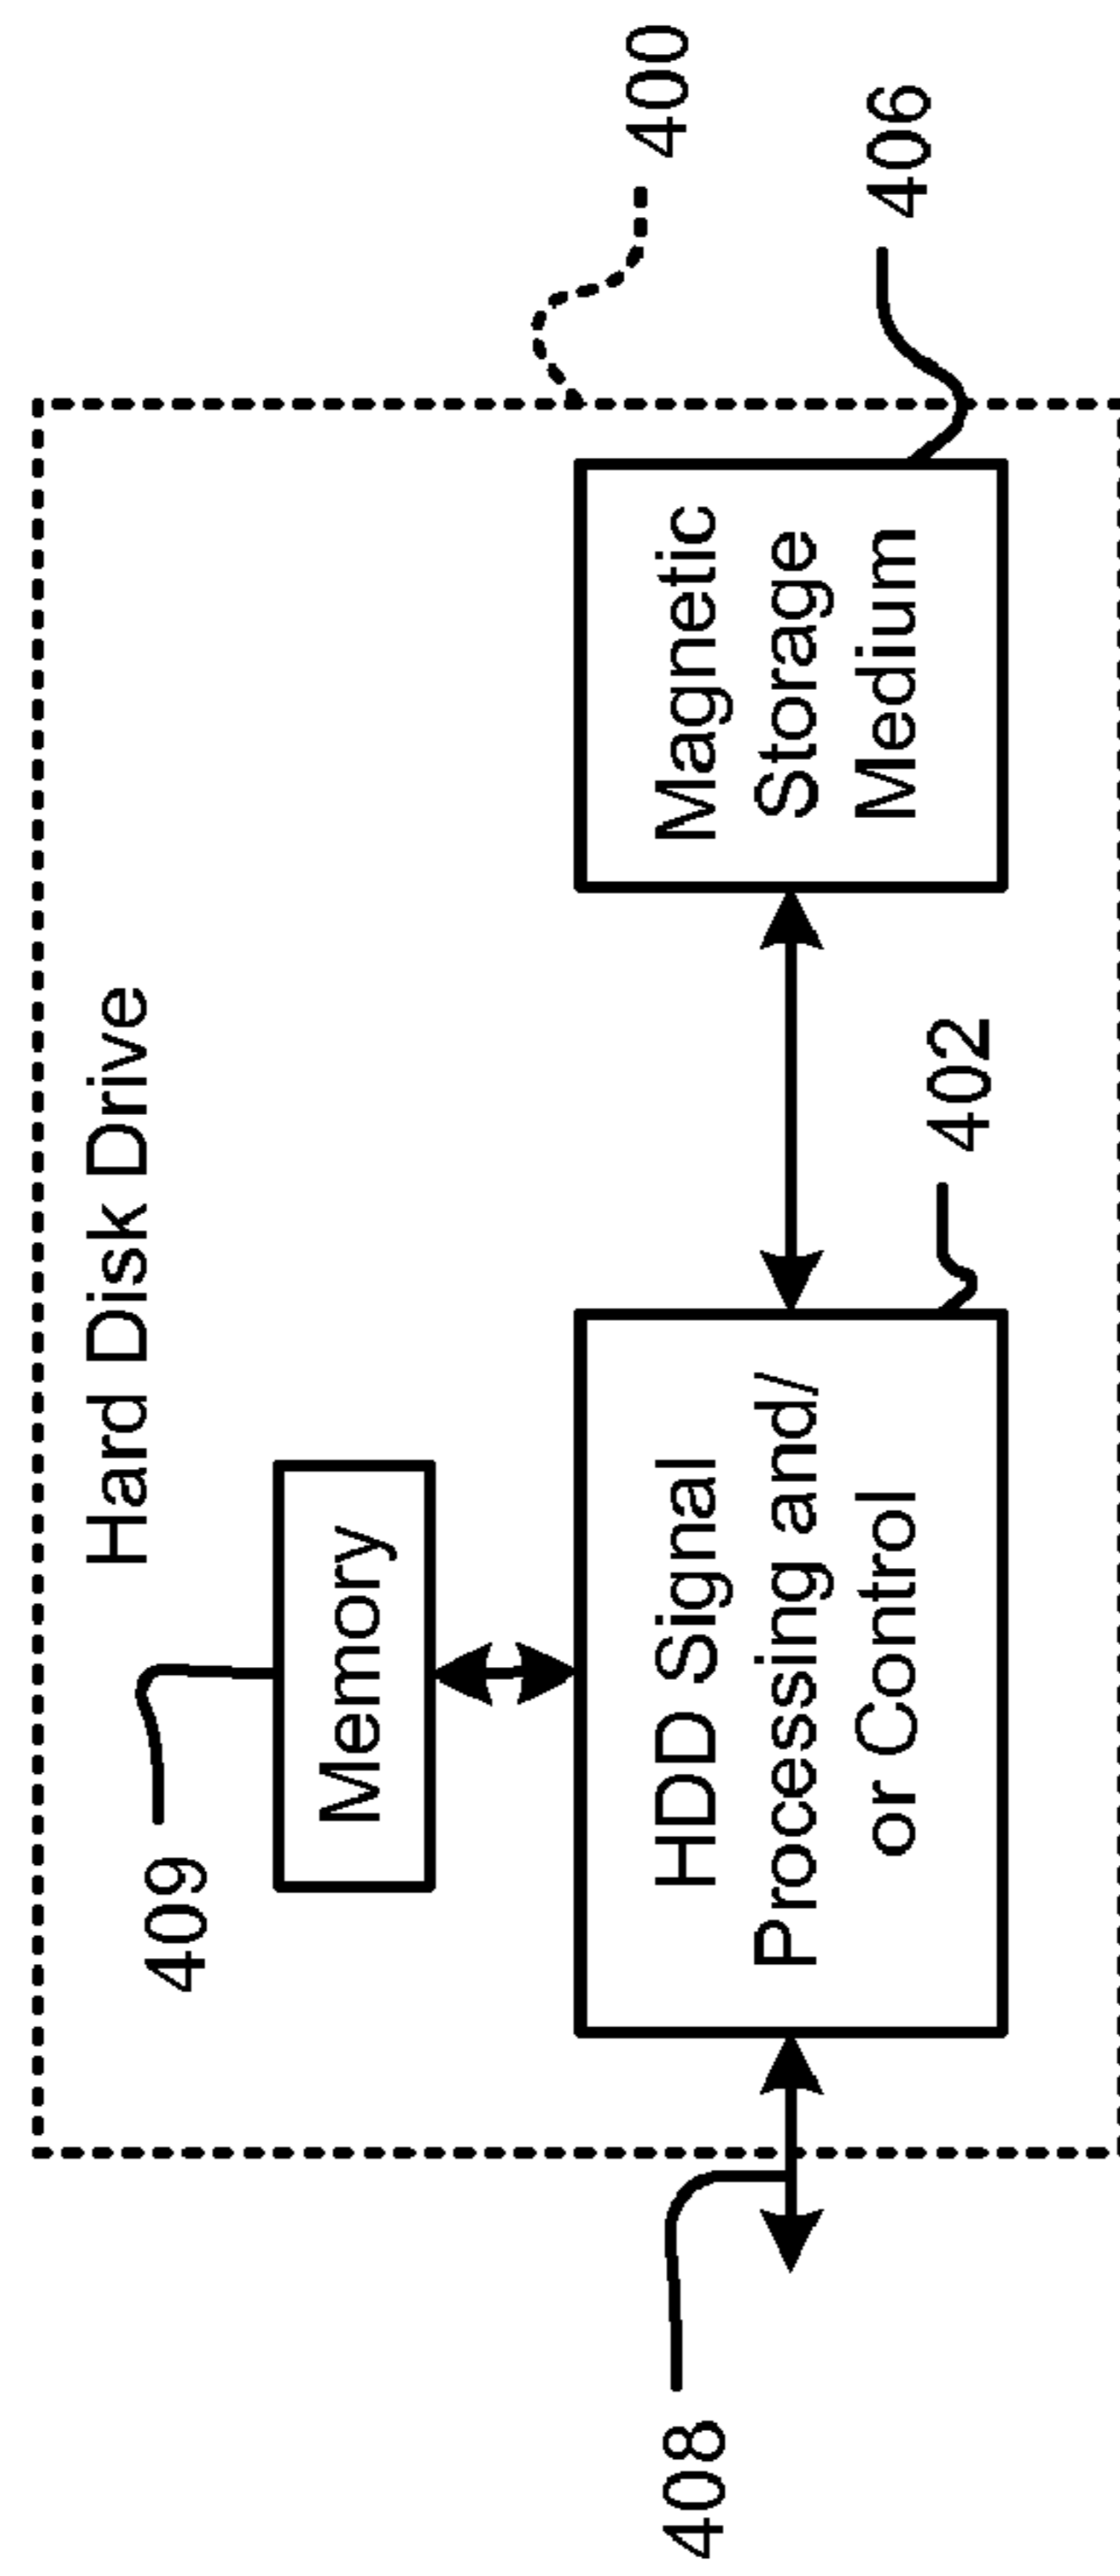 Hard Disk Drive
400
409
Memory
406
HDD Signal
Processing and/
or Control
Magnetic
Storage
Medium
408
402